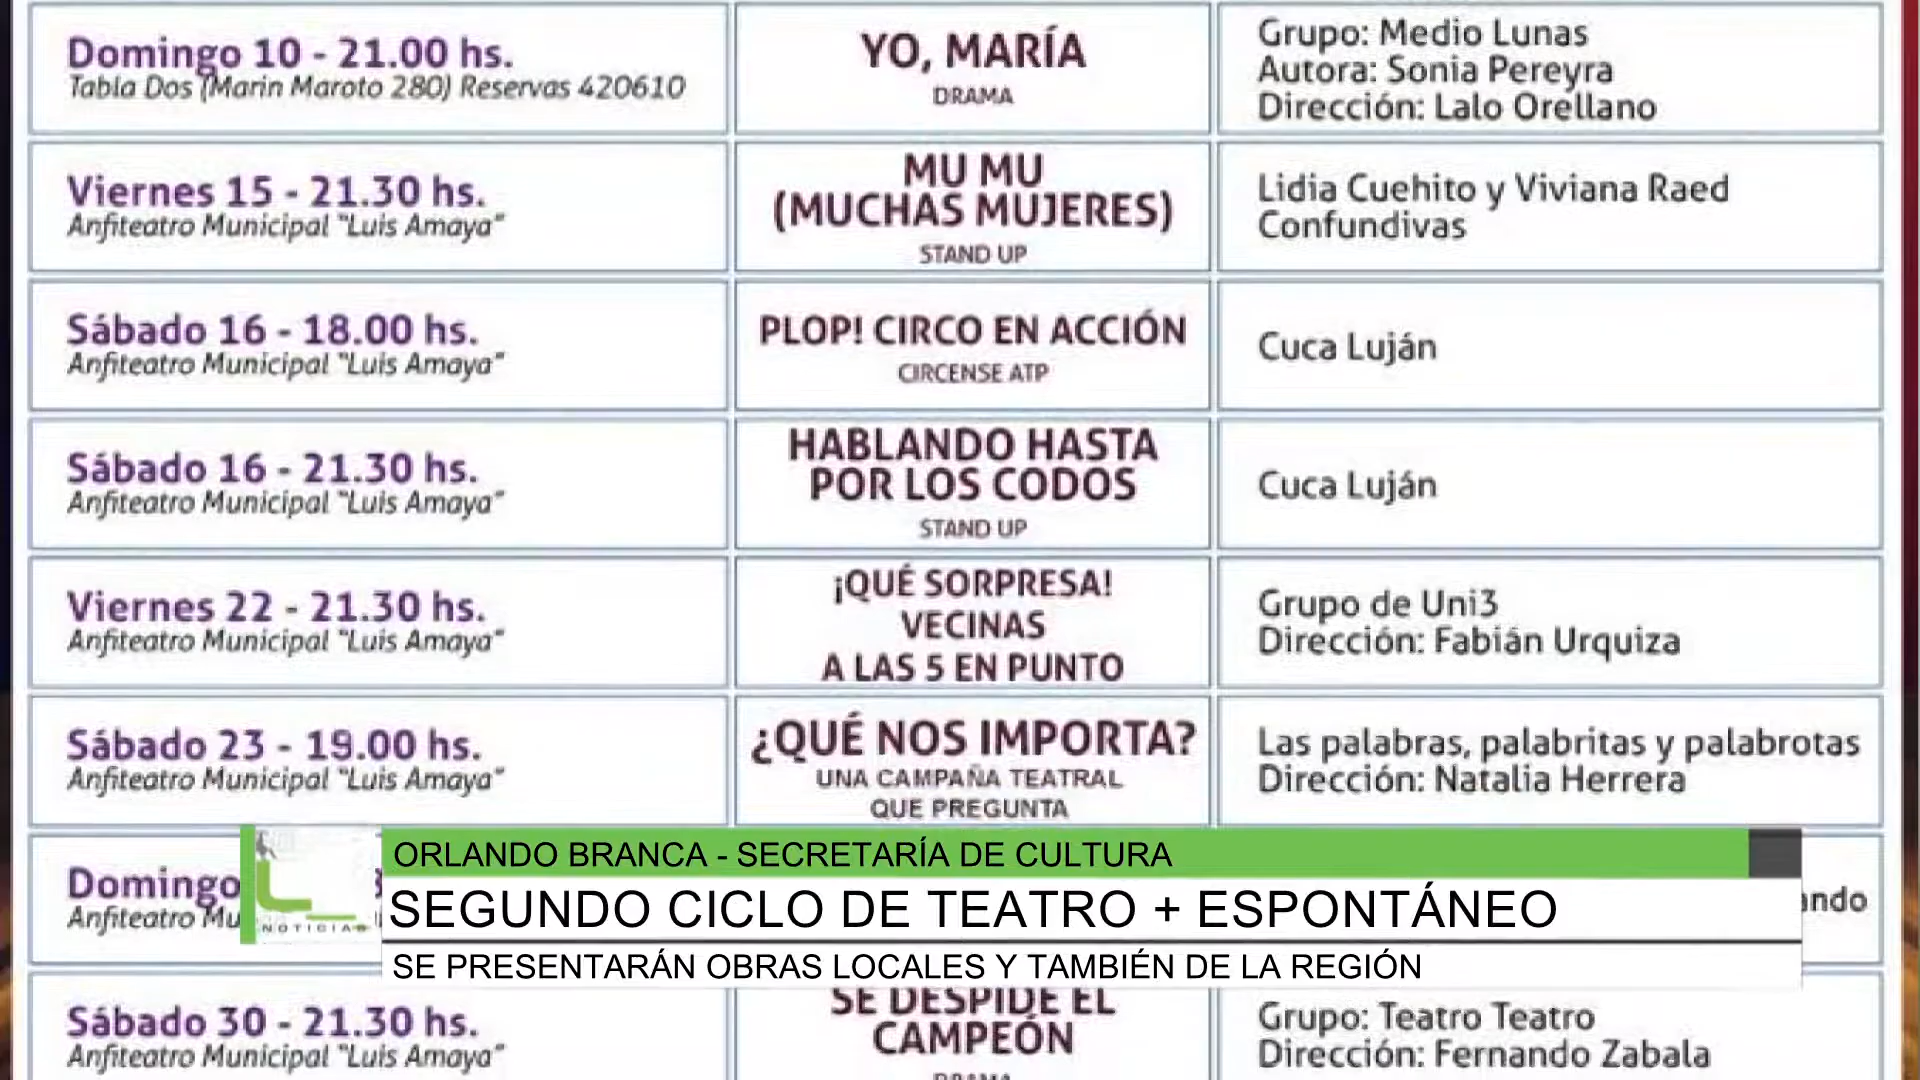 Domingo 10 - 21.00 hs.
Tabla Dos (Marin Maroto 280) Reservas 420610
YO, MARÍA
DRAMA
Grupo: Medio Lunas
Autora: Sonia Pereyra
Dirección: Lalo Orellano
Viernes 15 - 21.30 hs.
Anfiteatro Municipal "Luis Amaya"
MU MU
(MUCHAS MUJERES)
STAND UP
Lidia Cuehito y Viviana Raed
Confundivas
Sábado 16 - 18.00 hs.
Anfiteatro Municipal "Luis Amaya"
PLOP! CIRCO EN ACCIÓN
CIRCENSE ATP
Cuca Luján
Sábado 16 - 21.30 hs.
Anfiteatro Municipal "Luis Amaya"
HABLANDO HASTA
POR LOS CODOS
STAND UP
Cuca Luján
Viernes 22 - 21.30 hs.
Anfiteatro Municipal "Luis Amaya"
¡QUÉ SORPRESA!
VECINAS
A LAS 5 EN PUNTO
Grupo de Uni3
Dirección: Fabián Urquiza
Sábado 23 - 19.00 hs.
Anfiteatro Municipal "Luis Amaya"
¿QUÉ NOS IMPORTA?
UNA CAMPAÑA TEATRAL
QUE PREGUNTA
Las palabras, palabritas y palabrotas
Dirección: Natalia Herrera
Domingo
Anfiteatro Mu
ando
NOTICIAS
ORLANDO BRANCA - SECRETARÍA DE CULTURA
SEGUNDO CICLO DE TEATRO + ESPONTÁNEO
SE PRESENTARÁN OBRAS LOCALES Y TAMBIÉN DE LA REGIÓN
Sábado 30 - 21.30 hs.
Anfiteatro Municipal "Luis Amaya"
SE DESPIDE EL
CAMPEÓN
DRAMA
Grupo: Teatro Teatro
Dirección: Fernando Zabala